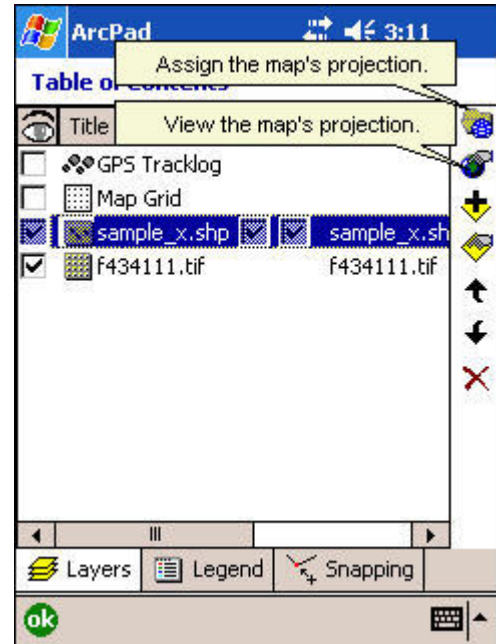 ArcPad 3:11
Assign the map's projection.
Table of Contents
Title
View the map's projection.
GPS Tracklog
Map Grid
sample_x.shp sample_x.sh
f434111.tif f434111.tif
Layers Legend Snapping
ok